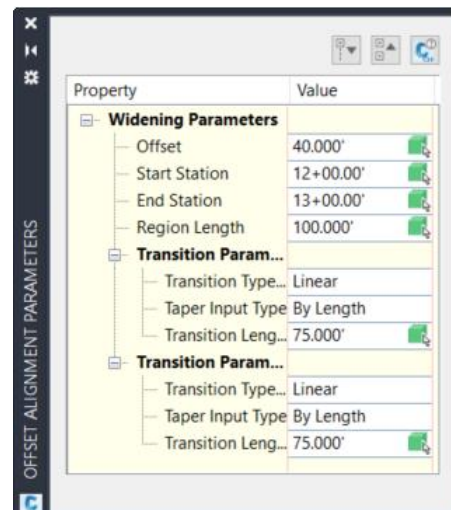 Property Value
Widening Parameters
Offset 40.000'
Start Station 12+00.00'
End Station 13+00.00'
Region Length 100.000'
Transition Param...
Transition Type... Linear
Taper Input Type By Length
Transition Leng... 75.000'
Transition Param...
Transition Type... Linear
Taper Input Type By Length
Transition Leng... 75.000'
OFFSET ALIGNMENT PARAMETERS